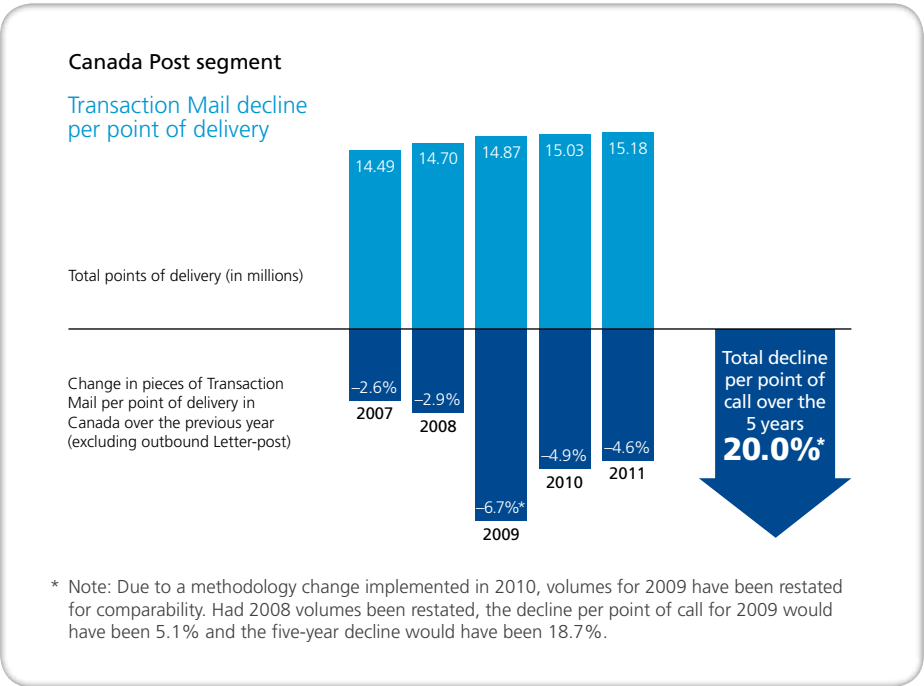 Canada Post segment
Transaction Mail decline
per point of delivery
14.49
14.70
14.87
15.03
15.18
Total points of delivery (in millions)
Change in pieces of Transaction
Mail per point of delivery in
Canada over the previous year
(excluding outbound Letter-post)
–2.6%
2007
–2.9%
2008
–6.7%*
2009
–4.9%
2010
–4.6%
2011
Total decline
per point of
call over the
5 years
20.0%*
* Note: Due to a methodology change implemented in 2010, volumes for 2009 have been restated
for comparability. Had 2008 volumes been restated, the decline per point of call for 2009 would
have been 5.1% and the five-year decline would have been 18.7%.